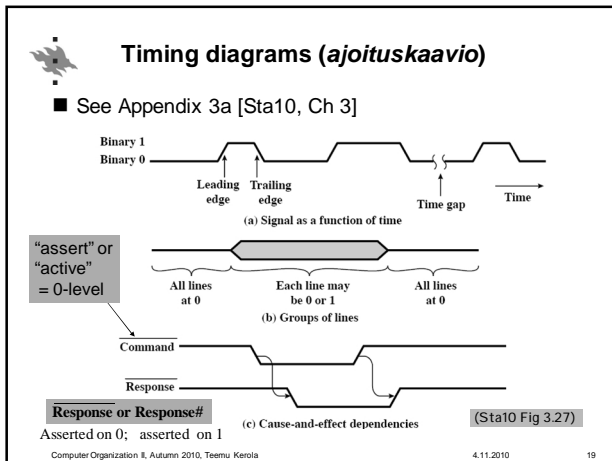 Timing diagrams (ajoituskaavio)
See Appendix 3a [Sta10, Ch 3]
Binary 1
Binary 0
Leading edge
Trailing edge
Time gap
Time
(a) Signal as a function of time
"assert" or
"active"
= 0-level
All lines at 0
Each line may be 0 or 1
All lines at 0
(b) Groups of lines
Command
Response
Response or Response#
(c) Cause-and-effect dependencies
(Sta10 Fig 3.27)
Asserted on 0; asserted on 1
Computer Organization II, Autumn 2010, Teemu Kerola
4.11.2010
19